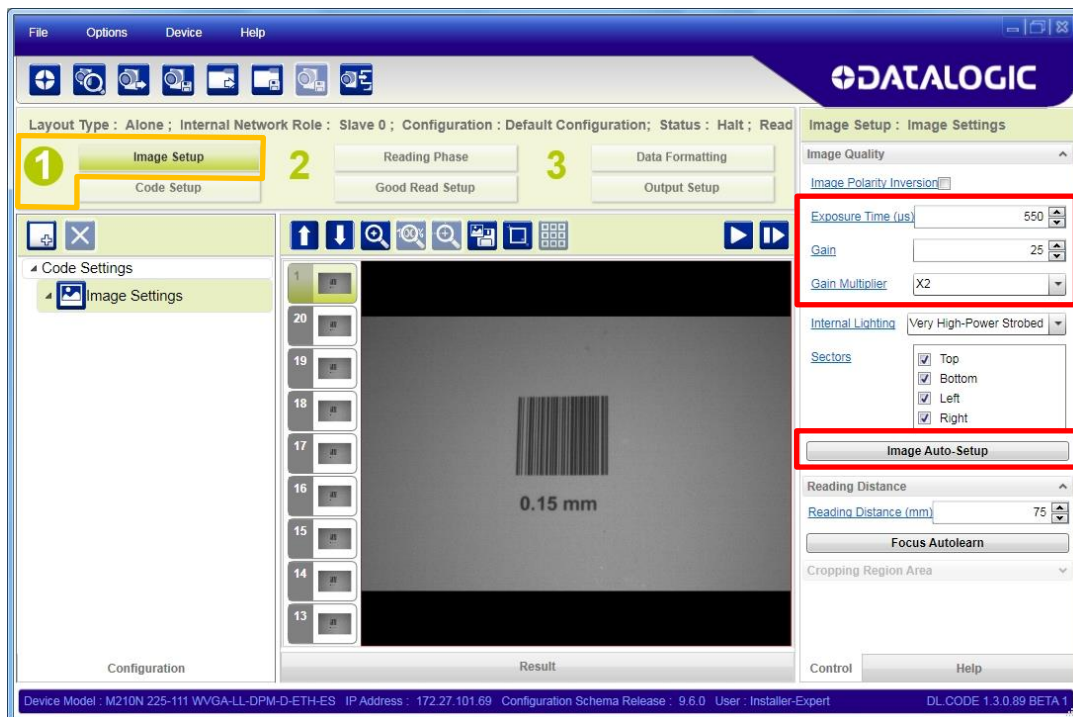 File Options Device Help
DATALOGIC
Layout Type : Alone ; Internal Network Role : Slave 0 ; Configuration : Default Configuration; Status : Halt ; Read
Image Setup : Image Settings
1 Image Setup
Code Setup
2 Reading Phase
Good Read Setup
3 Data Formatting
Output Setup
Image Quality
Image Polarity Inversion
Exposure Time (µs) 550
Gain 25
Gain Multiplier X2
Internal Lighting Very High-Power Strobed
Sectors
Top
Bottom
Left
Right
Image Auto-Setup
Reading Distance
Reading Distance (mm) 75
Focus Autolearn
Cropping Region Area
Control Help
Code Settings
Image Settings
Configuration
1
20
19
18
17
16
15
14
13
0.15 mm
Result
Device Model : M210N 225-111 WVGA-LL-DPM-D-ETH-ES IP Address : 172.27.101.69 Configuration Schema Release : 9.6.0 User : Installer-Expert DL.CODE 1.3.0.89 BETA 1